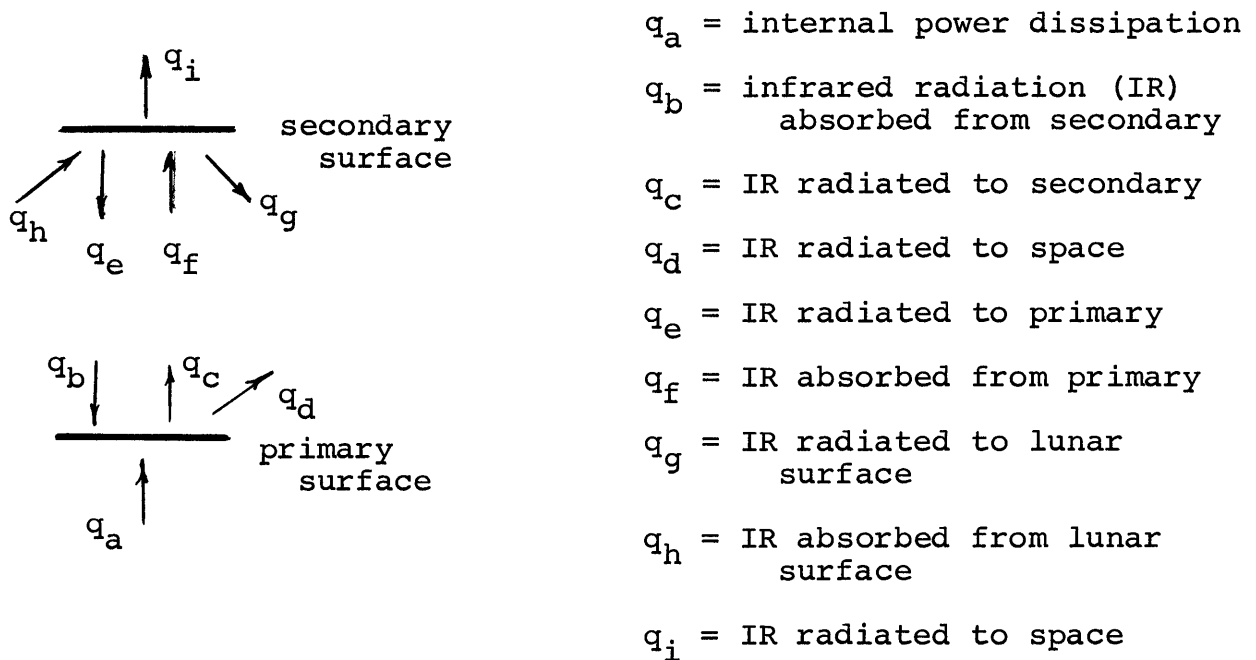 q_i
secondary
surface
q_h
q_e
q_f
q_g
q_b
q_c
q_d
primary
surface
q_a
q_a = internal power dissipation
q_b = infrared radiation (IR)
absorbed from secondary
q_c = IR radiated to secondary
q_d = IR radiated to space
q_e = IR radiated to primary
q_f = IR absorbed from primary
q_g = IR radiated to lunar
surface
q_h = IR absorbed from lunar
surface
q_i = IR radiated to space